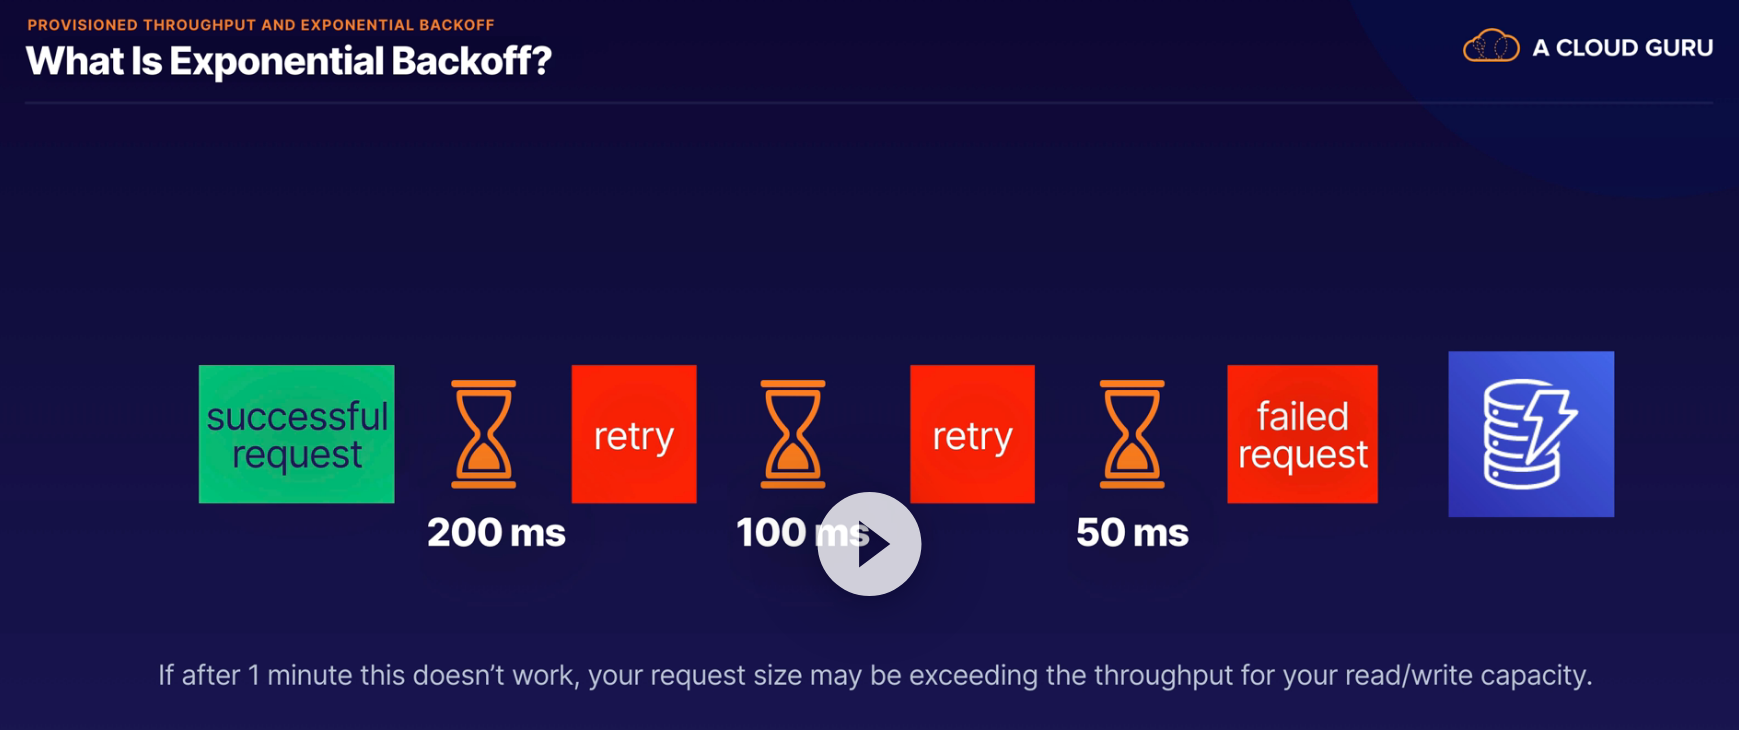 PROVISIONED THROUGHPUT AND EXPONENTIAL BACKOFF
What Is Exponential Backoff?
A CLOUD GURU
successful
request
200 ms
retry
100 ms
retry
50 ms
failed
request
If after 1 minute this doesn’t work, your request size may be exceeding the throughput for your read/write capacity.